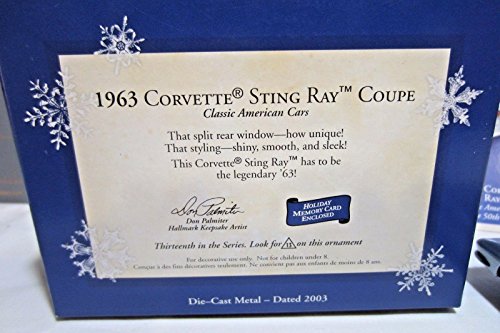 1963 CORVETTE® STING RAY™ COUPE
Classic American Cars
That split rear window—how unique!
That styling—shiny, smooth, and sleek!
This Corvette® Sting Ray™ has to be
the legendary '63!
Don Palmiter
Don Palmiter
Hallmark Keepsake Artist
HOLIDAY
MEMORY CARD
ENCLOSED
Thirteenth in the Series. Look for 13 on this ornament
For decorative use only. Not for children under 8.
Conçus à des fins décoratives seulement. Ne convient pas aux enfants de moins de 8 ans.
Die-Cast Metal – Dated 2003